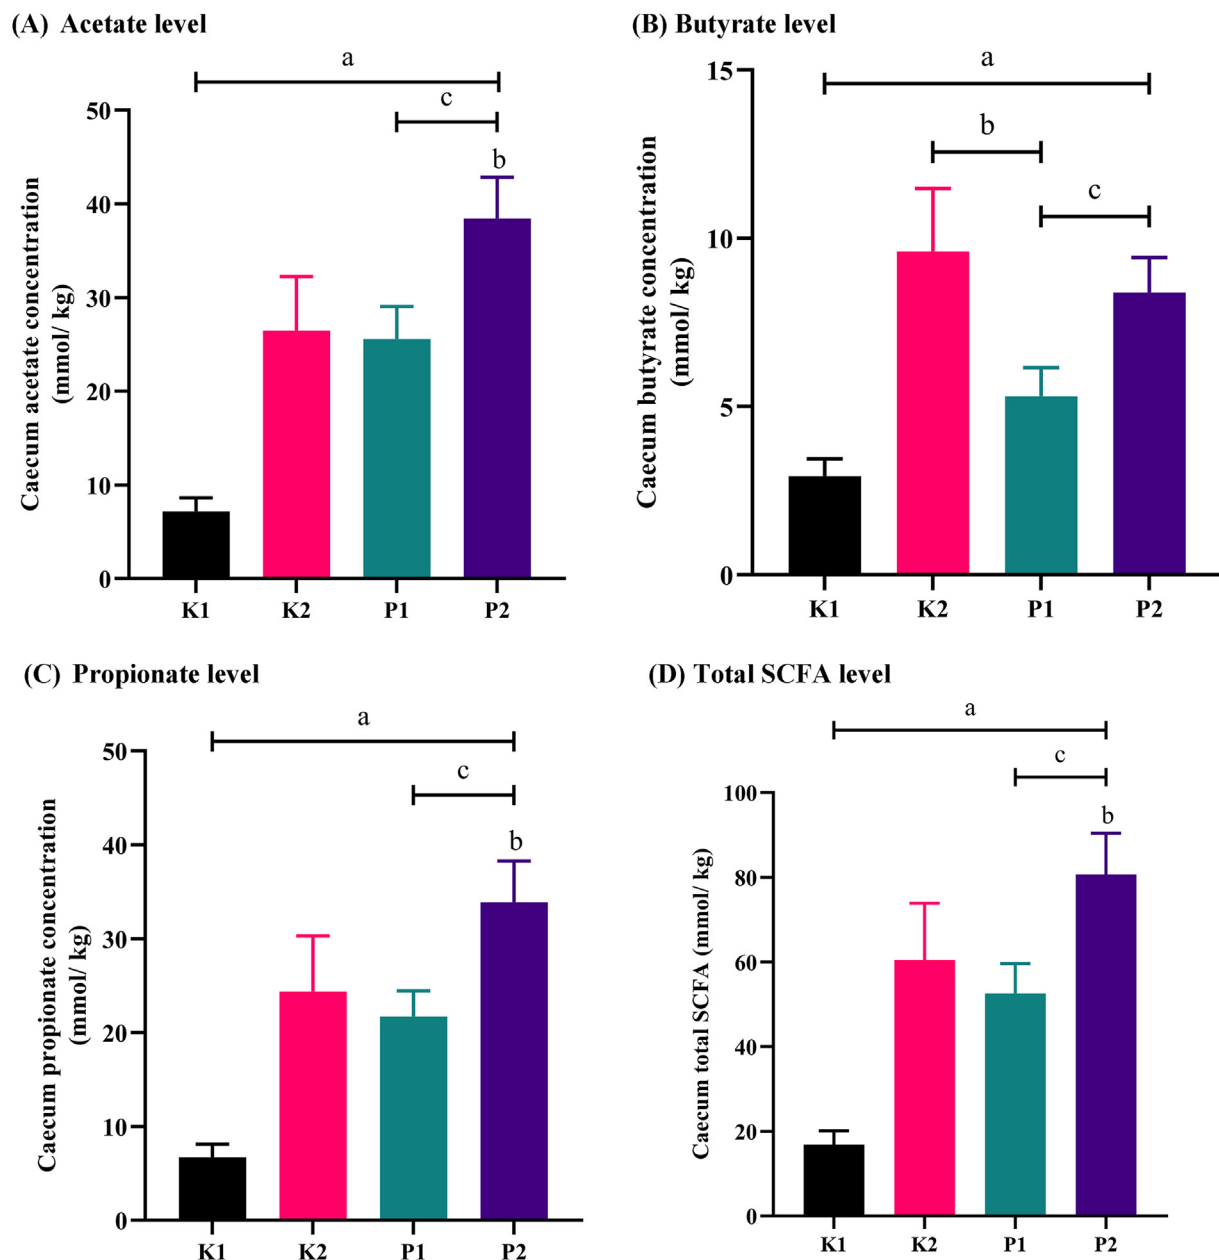 (A) Acetate level
a
c
b
Caecum acetate concentration
(mmol/ kg)
50
40
30
20
10
0
K1 K2 P1 P2
(B) Butyrate level
a
b
c
Caecum butyrate concentration
(mmol/ kg)
15
10
5
0
K1 K2 P1 P2
(C) Propionate level
a
c
b
Caecum propionate concentration
(mmol/ kg)
50
40
30
20
10
0
K1 K2 P1 P2
(D) Total SCFA level
a
c
b
Caecum total SCFA (mmol/ kg)
100
80
60
40
20
0
K1 K2 P1 P2